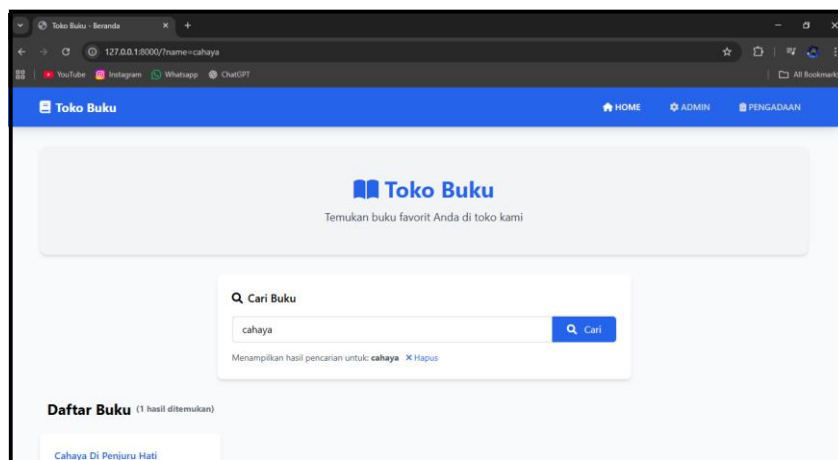 Toko Buku - Beranda
127.0.0.1:8000/?name=cahaya
YouTube Instagram Whatsapp ChatGPT All Bookmarks
Toko Buku HOME ADMIN PENGADAAN
Toko Buku
Temukan buku favorit Anda di toko kami
Cari Buku
cahaya Cari
Menampilkan hasil pencarian untuk: cahaya × Hapus
Daftar Buku (1 hasil ditemukan)
Cahaya Di Penjuru Hati